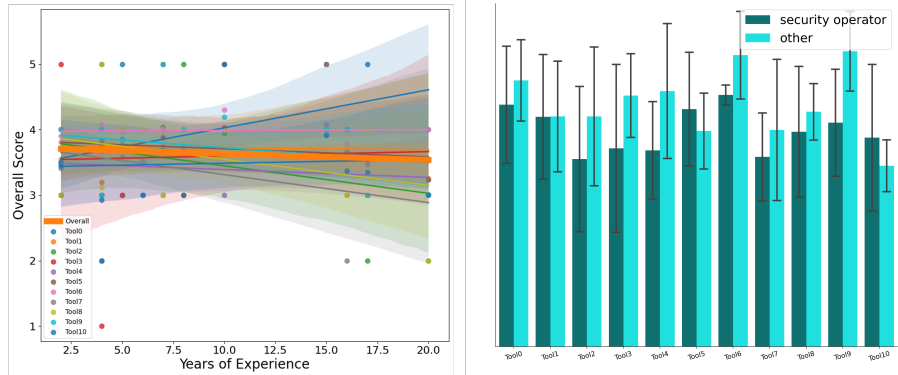 Overall Score
5
4
3
2
1
2.5 5.0 7.5 10.0 12.5 15.0 17.5 20.0
Years of Experience
Overall
Tool0
Tool1
Tool2
Tool3
Tool4
Tool5
Tool6
Tool7
Tool8
Tool9
Tool10
security operator
other
Tool0 Tool1 Tool2 Tool3 Tool4 Tool5 Tool6 Tool7 Tool8 Tool9 Tool10